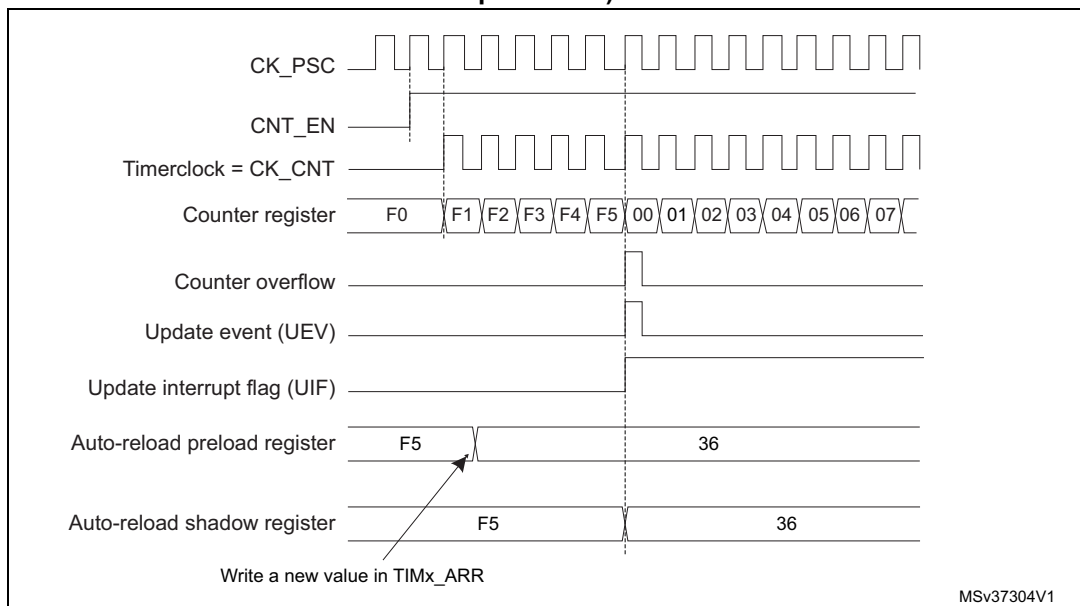 CK_PSC
CNT_EN
Timerclock = CK_CNT
Counter register F0 F1 F2 F3 F4 F5 00 01 02 03 04 05 06 07
Counter overflow
Update event (UEV)
Update interrupt flag (UIF)
Auto-reload preload register F5 36
Auto-reload shadow register F5 36
Write a new value in TIMx_ARR
MSv37304V1